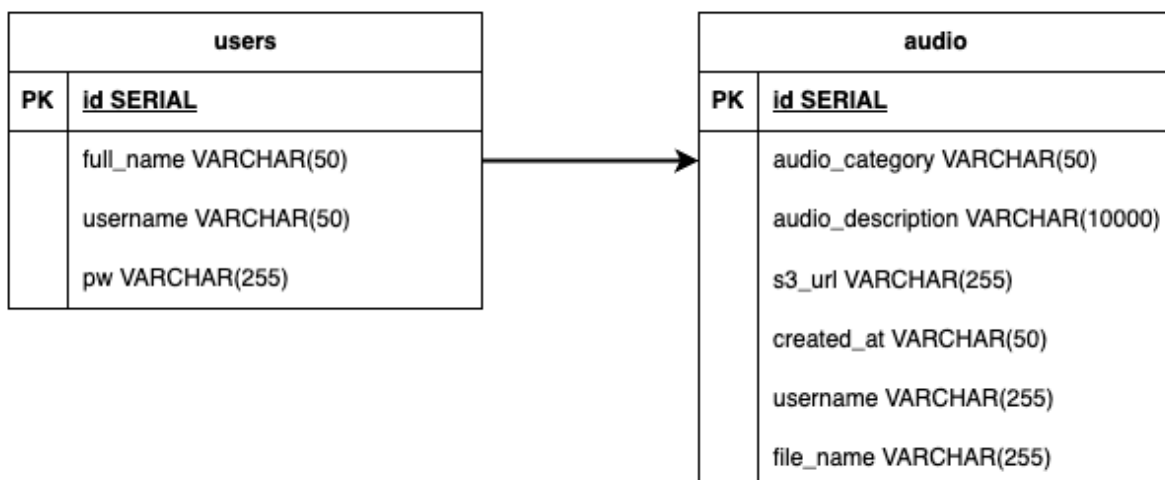 users
PK id SERIAL
full_name VARCHAR(50)
username VARCHAR(50)
pw VARCHAR(255)
audio
PK id SERIAL
audio_category VARCHAR(50)
audio_description VARCHAR(10000)
s3_url VARCHAR(255)
created_at VARCHAR(50)
username VARCHAR(255)
file_name VARCHAR(255)